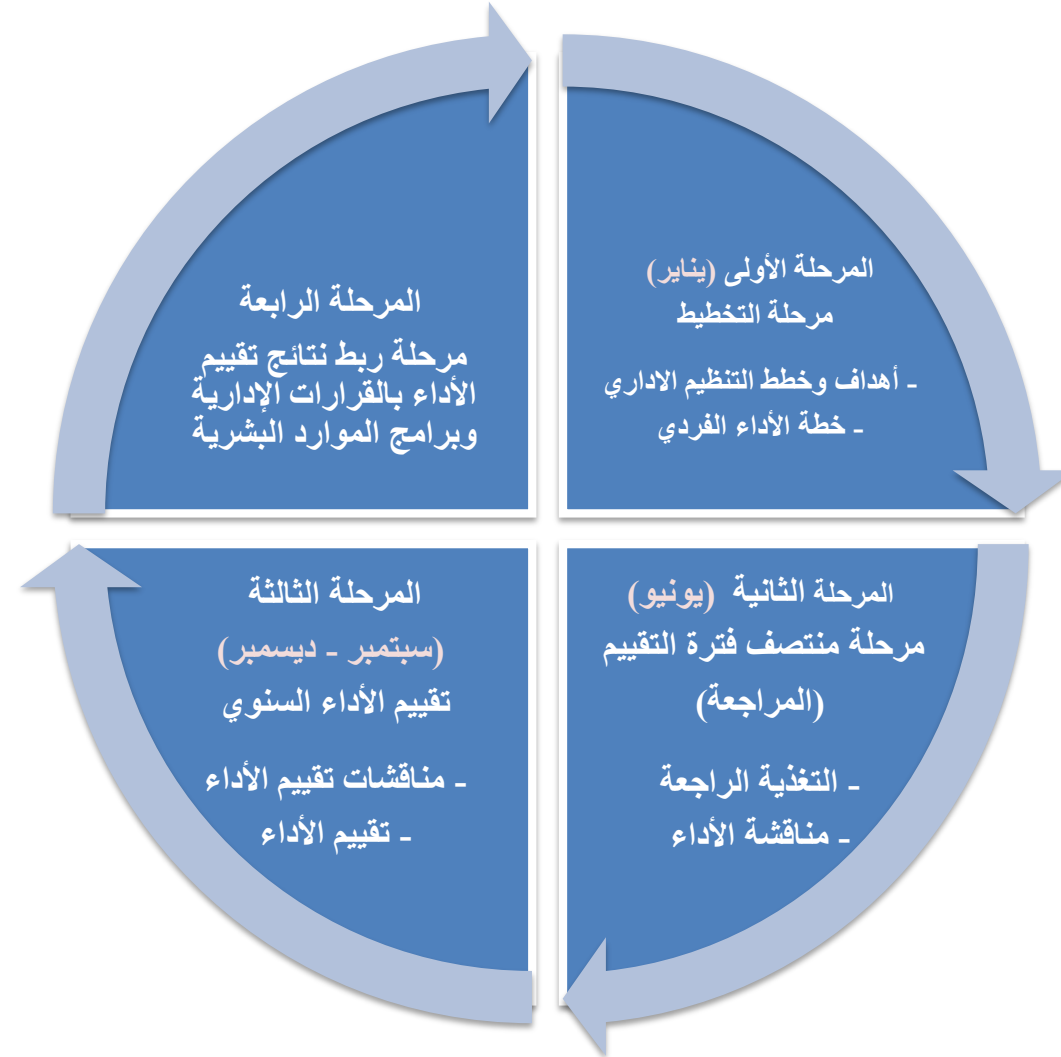 المرحلة الأولى (يناير)
مرحلة التخطيط
- أهداف وخطط التنظيم الاداري
- خطة الأداء الفردي
المرحلة الثانية (يونيو)
مرحلة منتصف فترة التقييم
(المراجعة)
- التغذية الراجعة
- مناقشة الأداء
المرحلة الثالثة
(سبتمبر - ديسمبر)
تقييم الأداء السنوي
- مناقشات تقييم الأداء
- تقييم الأداء
المرحلة الرابعة
مرحلة ربط نتائج تقييم
الأداء بالقرارات الإدارية
وبرامج الموارد البشرية